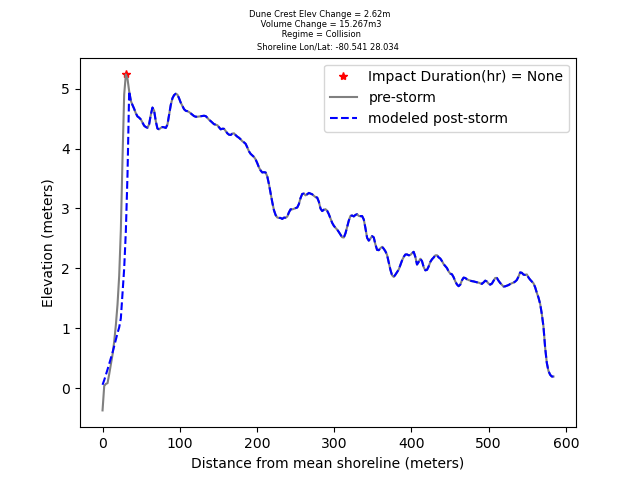 Dune Crest Elev Change = 2.62m
Volume Change = 15.267m3
Regime = Collision
Shoreline Lon/Lat: -80.541 28.034
Impact Duration(hr) = None
pre-storm
modeled post-storm
Elevation (meters)
5
4
3
2
1
0
0 100 200 300 400 500 600
Distance from mean shoreline (meters)